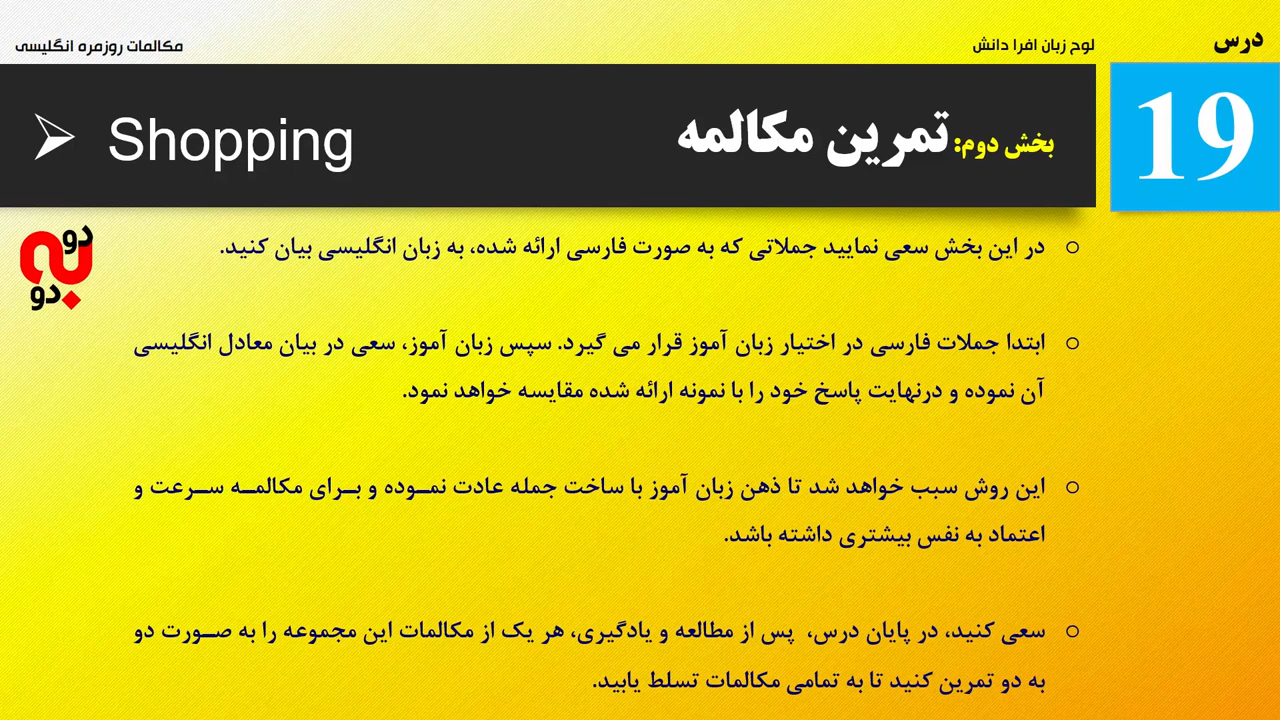 درس
لوح زبان افرا دانش
مکالمات روزمره انگلیسی
19
بخش دوم: تمرین مکالمه
Shopping
دو به دو
در این بخش سعی نمایید جملاتی که به صورت فارسی ارائه شده، به زبان انگلیسی بیان کنید.
ابتدا جملات فارسی در اختیار زبان آموز قرار می گیرد. سپس زبان آموز، سعی در بیان معادل انگلیسی
آن نموده و درنهایت پاسخ خود را با نمونه ارائه شده مقایسه خواهد نمود.
این روش سبب خواهد شد تا ذهن زبان آموز با ساخت جمله عادت نمـوده و بـرای مکالمـه سـرعت و
اعتماد به نفس بیشتری داشته باشد.
سعی کنید، در پایان درس، پس از مطالعه و یادگیری، هر یک از مکالمات این مجموعه را به صـورت دو
به دو تمرین کنید تا به تمامی مکالمات تسلط یابید.